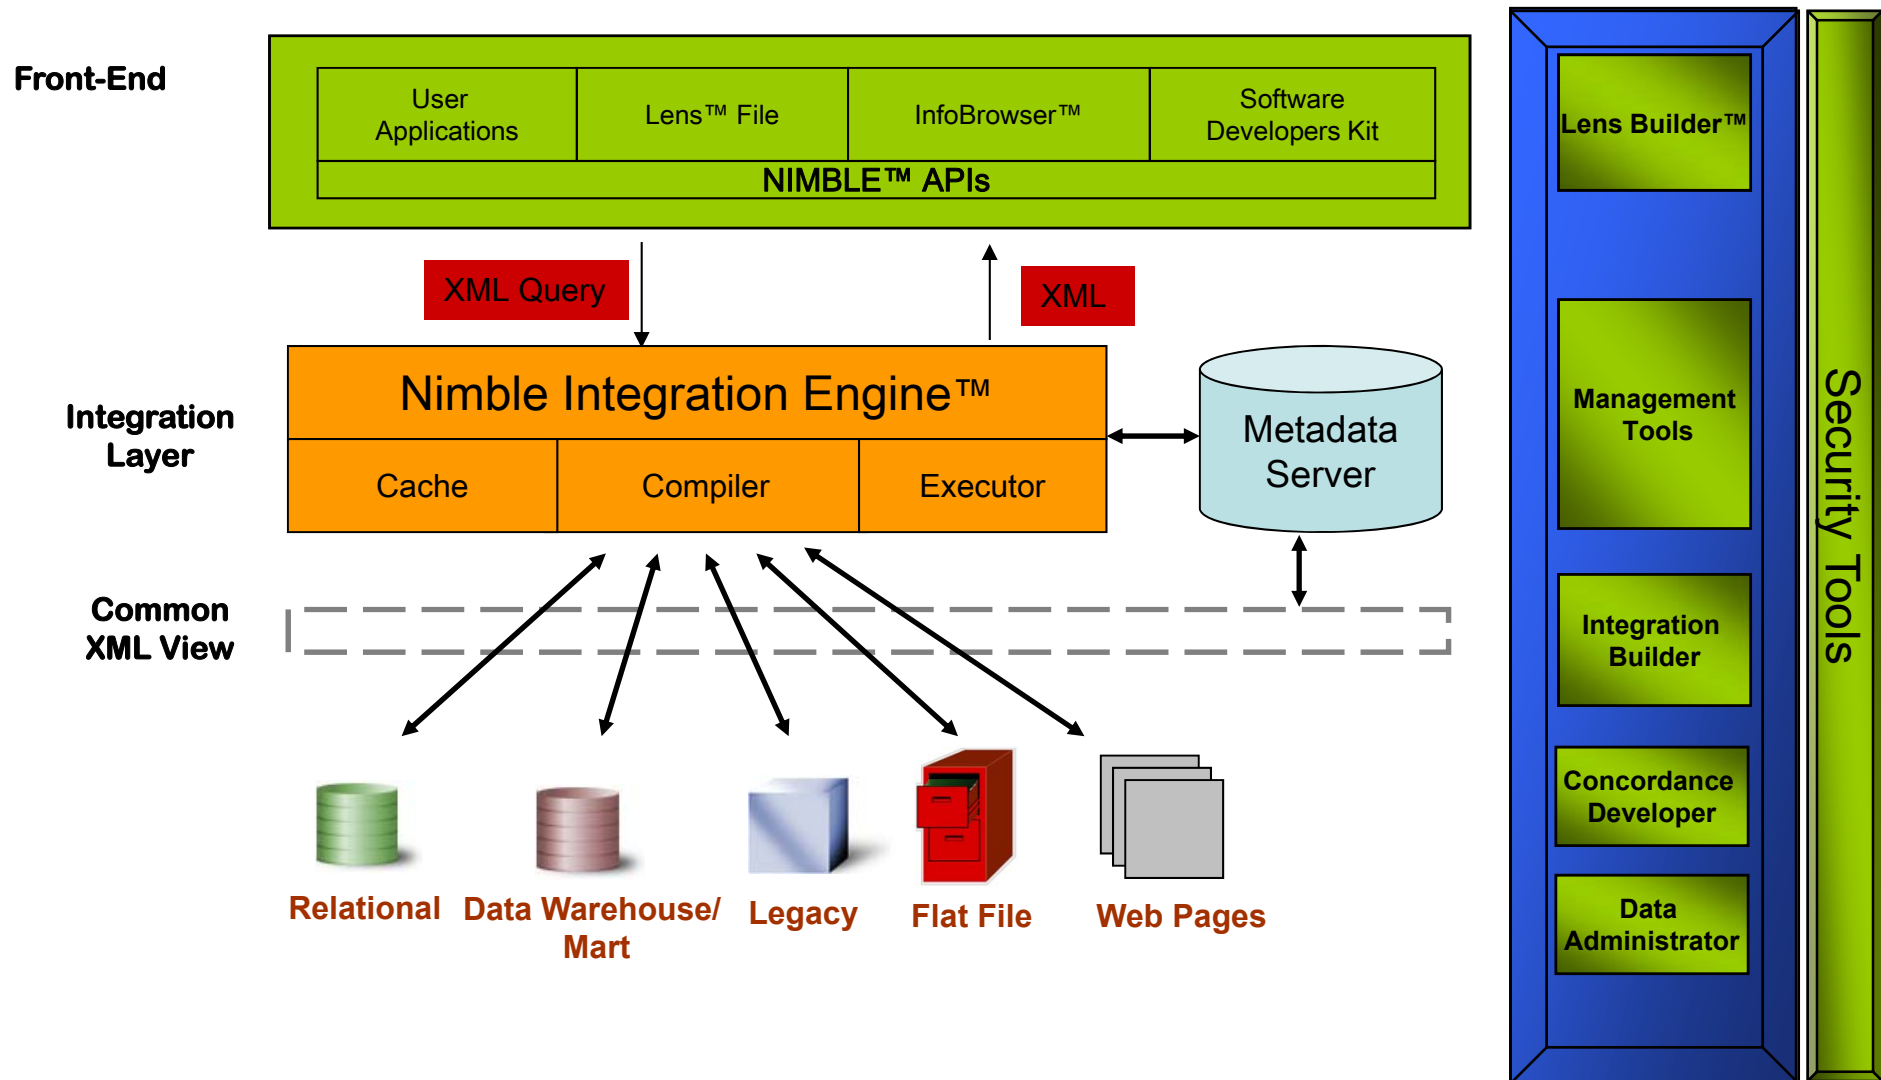 Front-End
User
Applications
Lens™ File
InfoBrowser™
Software
Developers Kit
NIMBLE™ APIs
XML Query
XML
Integration
Layer
Nimble Integration Engine™
Cache
Compiler
Executor
Metadata
Server
Common
XML View
Relational
Data Warehouse/
Mart
Legacy
Flat File
Web Pages
Lens Builder™
Management
Tools
Integration
Builder
Concordance
Developer
Data
Administrator
Security Tools